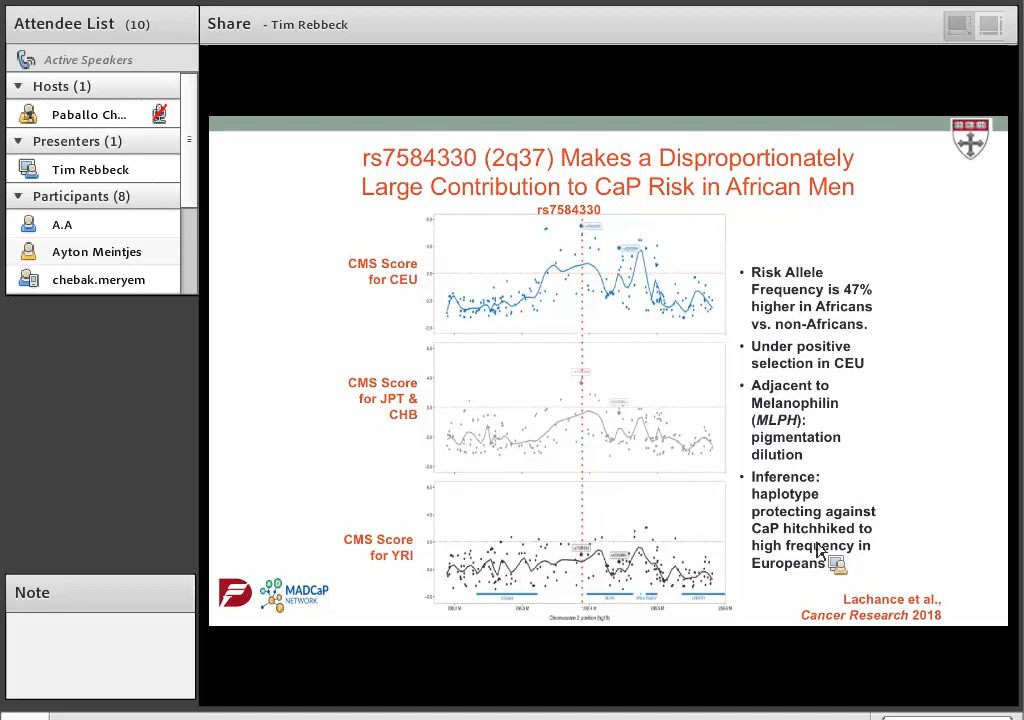 Attendee List (10)
Share - Tim Rebbeck
Active Speakers
Hosts (1)
Paballo Ch...
Presenters (1)
Tim Rebbeck
Participants (8)
A.A
Ayton Meintjes
chebak.meryem
Note
rs7584330 (2q37) Makes a Disproportionately
Large Contribution to CaP Risk in African Men
rs7584330
CMS Score
for CEU
CMS Score
for JPT &
CHB
CMS Score
for YRI
Chromosome 2 position (hg19)
• Risk Allele
Frequency is 47%
higher in Africans
vs. non-Africans.
• Under positive
selection in CEU
• Adjacent to
Melanophilin
(MLPH):
pigmentation
dilution
• Inference:
haplotype
protecting against
CaP hitchhiked to
high frequency in
Europeans
MADCaP
NETWORK
Lachance et al.,
Cancer Research 2018